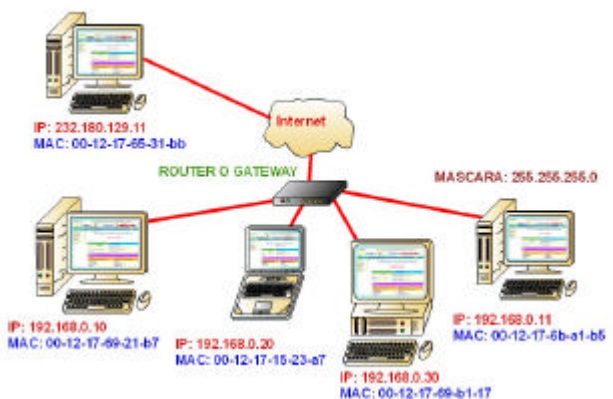 Internet
IP: 232.180.129.11
MAC: 00-12-17-65-31-bb
ROUTER O GATEWAY
MASCARA: 255.255.255.0
IP: 192.168.0.10
MAC: 00-12-17-69-21-b7
IP: 192.168.0.20
MAC: 00-12-17-15-23-a7
IP: 192.168.0.30
MAC: 00-12-17-69-b1-17
IP: 192.168.0.11
MAC: 00-12-17-6b-a1-b5